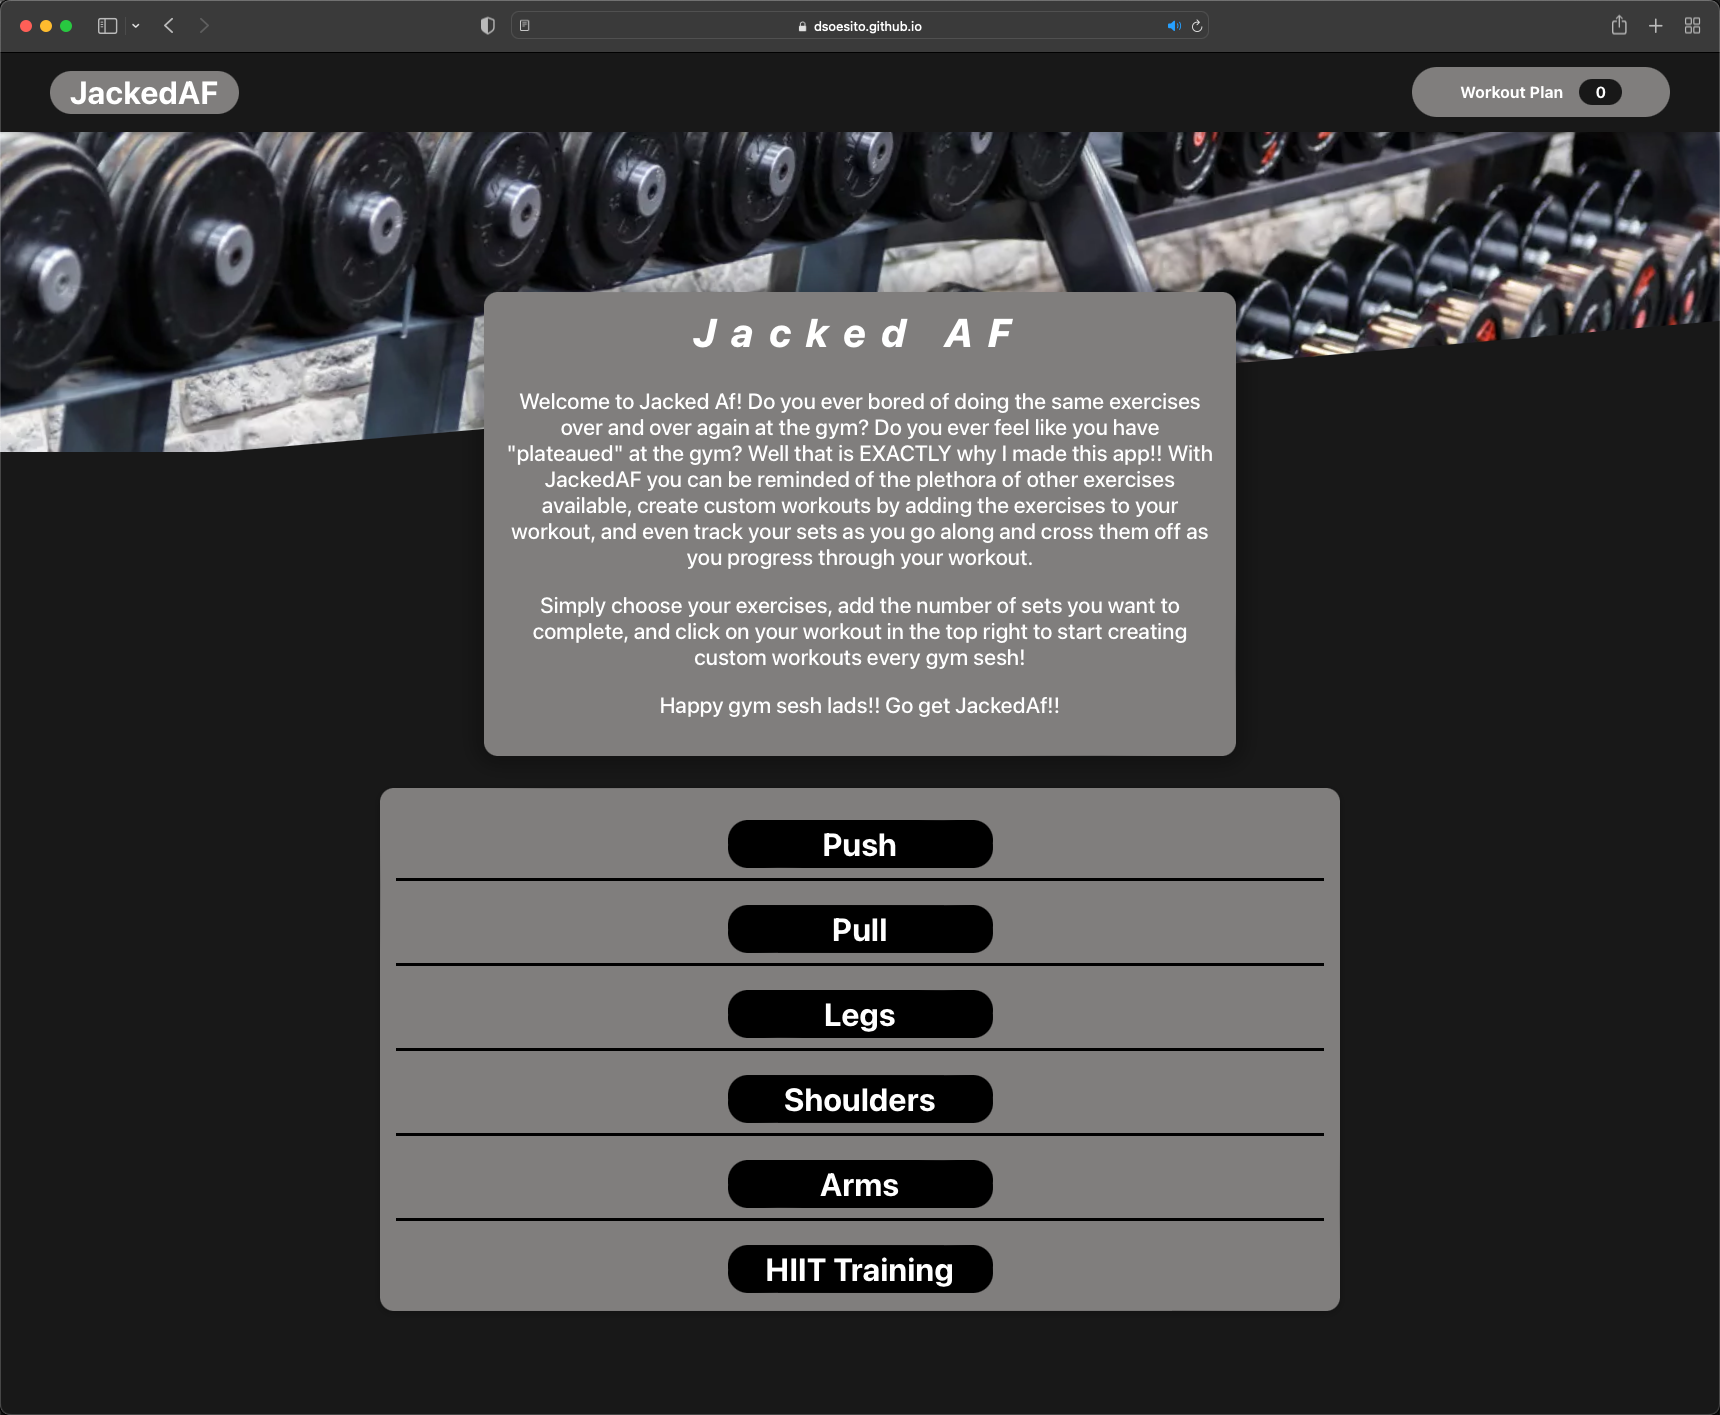 dsoesito.github.io
JackedAF
Workout Plan 0
Jacked AF
Welcome to Jacked Af! Do you ever bored of doing the same exercises
over and over again at the gym? Do you ever feel like you have
"plateaued" at the gym? Well that is EXACTLY why I made this app!! With
JackedAF you can be reminded of the plethora of other exercises
available, create custom workouts by adding the exercises to your
workout, and even track your sets as you go along and cross them off as
you progress through your workout.
Simply choose your exercises, add the number of sets you want to
complete, and click on your workout in the top right to start creating
custom workouts every gym sesh!
Happy gym sesh lads!! Go get JackedAf!!
Push
Pull
Legs
Shoulders
Arms
HIIT Training